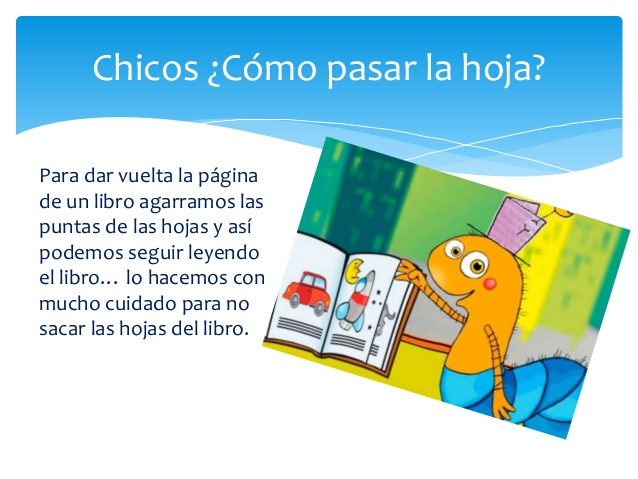 Chicos ¿Cómo pasar la hoja?
Para dar vuelta la página
de un libro agarramos las
puntas de las hojas y así
podemos seguir leyendo
el libro… lo hacemos con
mucho cuidado para no
sacar las hojas del libro.